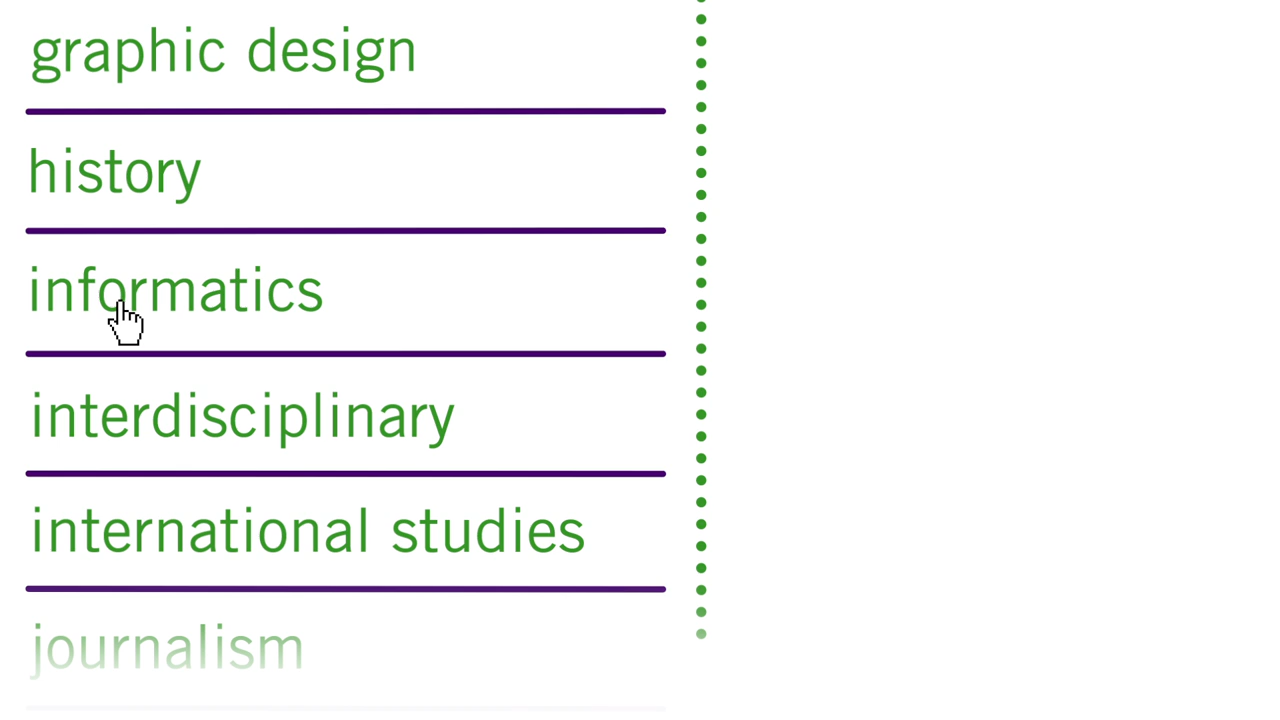 graphic design
history
informatics
interdisciplinary
international studies
journalism